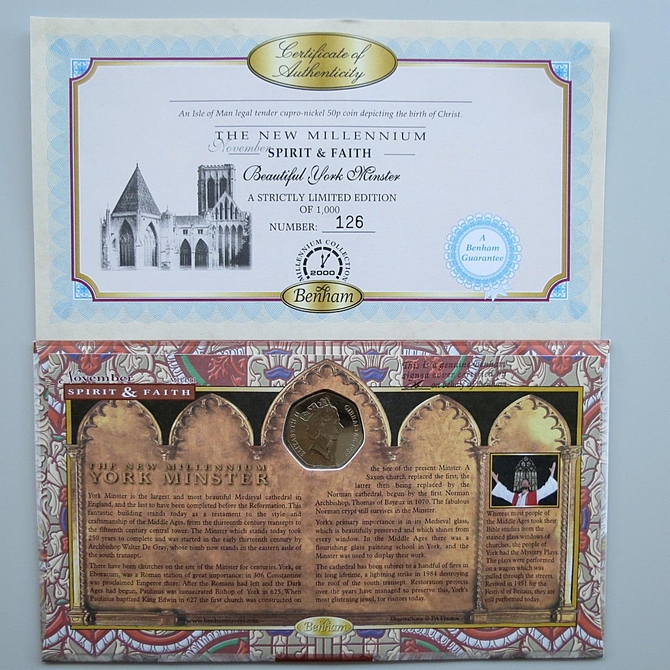 Certificate of
Authenticity
An Isle of Man legal tender cupro-nickel 50p coin depicting the birth of Christ.
THE NEW MILLENNIUM
November
SPIRIT & FAITH
Beautiful York Minster
A STRICTLY LIMITED EDITION
OF 1,000
NUMBER: 126
MILLENNIUM COLLECTION
2000
Benham
A
Benham
Guarantee
November
SPIRIT & FAITH
This is a genuine
ELIZABETH II GIBRALTAR
THE NEW MILLENNIUM
YORK MINSTER
York Minster is the largest and most beautiful Medieval cathedral in
England, and the last to have been completed before the Reformation. This
fantastic building stands today as a testament to the style and
craftsmanship of the Middle Ages, from the thirteenth century transepts to
fifteenth century central tower. The Minster which stands today took
250 years to complete and was started in the early thirteenth century by
Archbishop Walter De Gray, whose tomb now stands in the eastern aisle of
the south transept.
There have been churches on the site of the Minster for centuries. York, or
Eboracum, was a Roman station of great importance: in 306 Constantine
was proclaimed Emperor there. After the Romans had left and the Dark
Ages had begun, Paulinus was consecrated Bishop of York in 625. When
Paulinus baptized King Edwin in 627 the first church was constructed on
the site of the present Minster. A
Saxon church replaced the first, the
latter then being replaced by the
Norman cathedral, begun by the first Norman
Archbishop, Thomas of Bayeux in 1070. The fabulous
Norman crypt still survives in the Minster.
York's primary importance is in its Medieval glass,
which is beautifully preserved and which shines from
every window. In the Middle Ages there was a
flourishing glass painting school in York, and the
Minster was used to display much of their finest work.
The cathedral has been subject to a handful of fires in
its long lifetime, a lightning strike in 1984 destroying
the roof of the south transept. Restoration projects
over the years have managed to preserve this, York's
most glistening jewel, for visitors today.
Whereas most people of
the Middle Ages took their
Bible studies from the
stained glass windows of
churches, the people of
York had the Mystery Plays.
The plays were performed
on a wagon which was
pulled through the streets.
Revived in 1951 for the
Festival of Britain, they are
still performed today.
Benham
Illustrations: © PA Photos